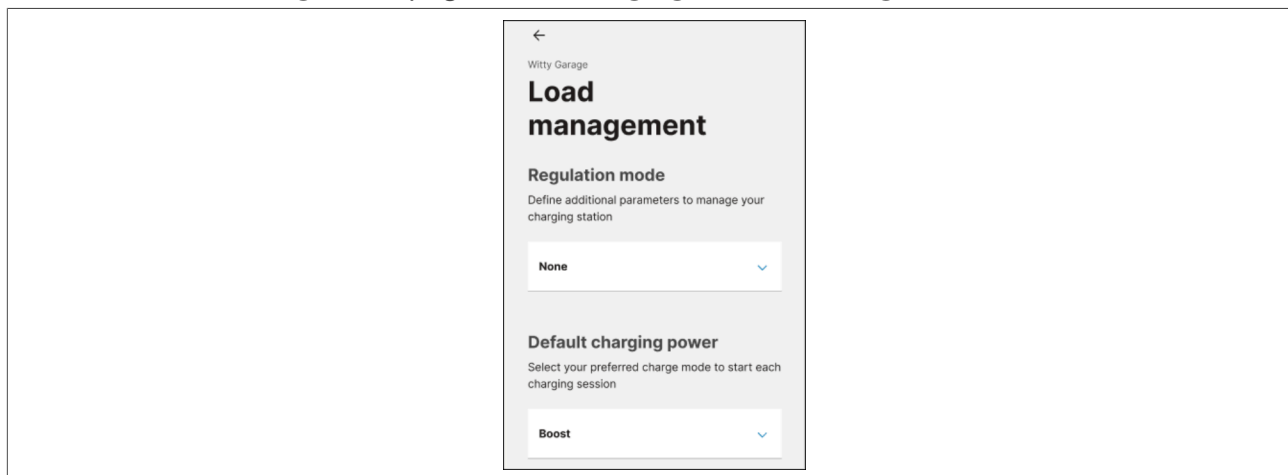 Witty Garage
Load
management
Regulation mode
Define additional parameters to manage your
charging station
None
Default charging power
Select your preferred charge mode to start each
charging session
Boost